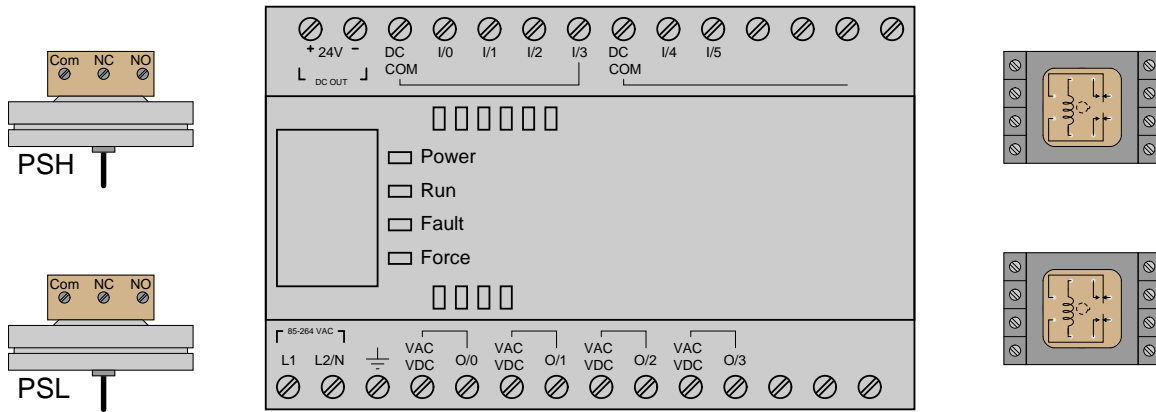 Com NC NO
PSH
Com NC NO
PSL
+ 24V - DC COM I/0 I/1 I/2 I/3 DC COM I/4 I/5
DC OUT
Power
Run
Fault
Force
85-264 VAC
L1 L2/N VAC VDC O/0 VAC VDC O/1 VAC VDC O/2 VAC VDC O/3